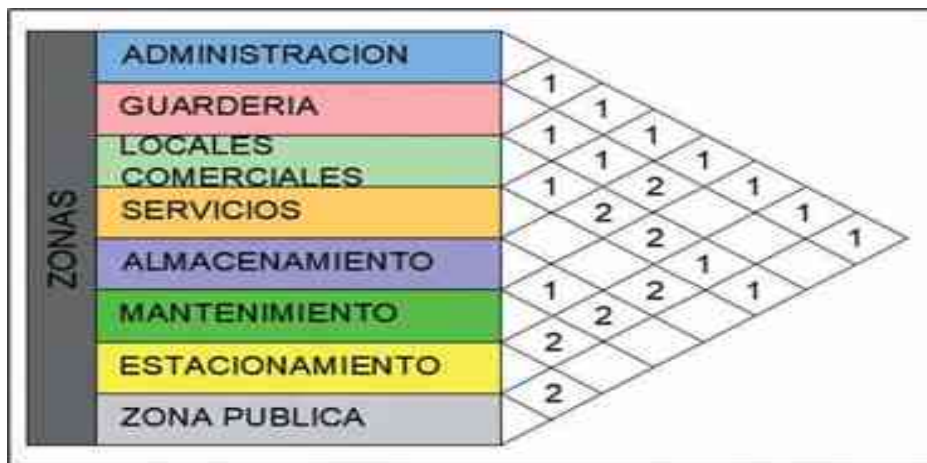 ZONAS
ADMINISTRACION
GUARDERIA
LOCALES
COMERCIALES
SERVICIOS
ALMACENAMIENTO
MANTENIMIENTO
ESTACIONAMIENTO
ZONA PUBLICA
1
1
1 1
1 1
1 2 1
2 1
2 1
1
1 2 1
2
2
2